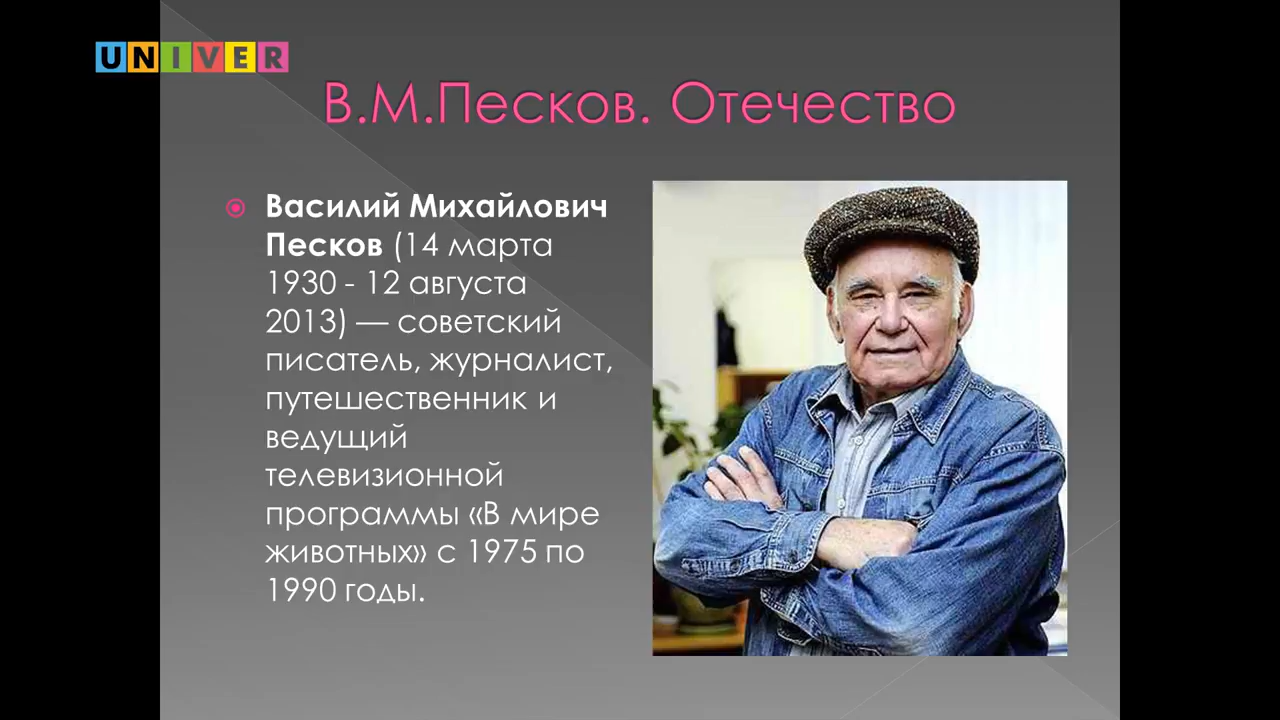 UNIVER
В.М.Песков. Отечество
Василий Михайлович
Песков (14 марта
1930 - 12 августа
2013) — советский
писатель, журналист,
путешественник и
ведущий
телевизионной
программы «В мире
животных» с 1975 по
1990 годы.